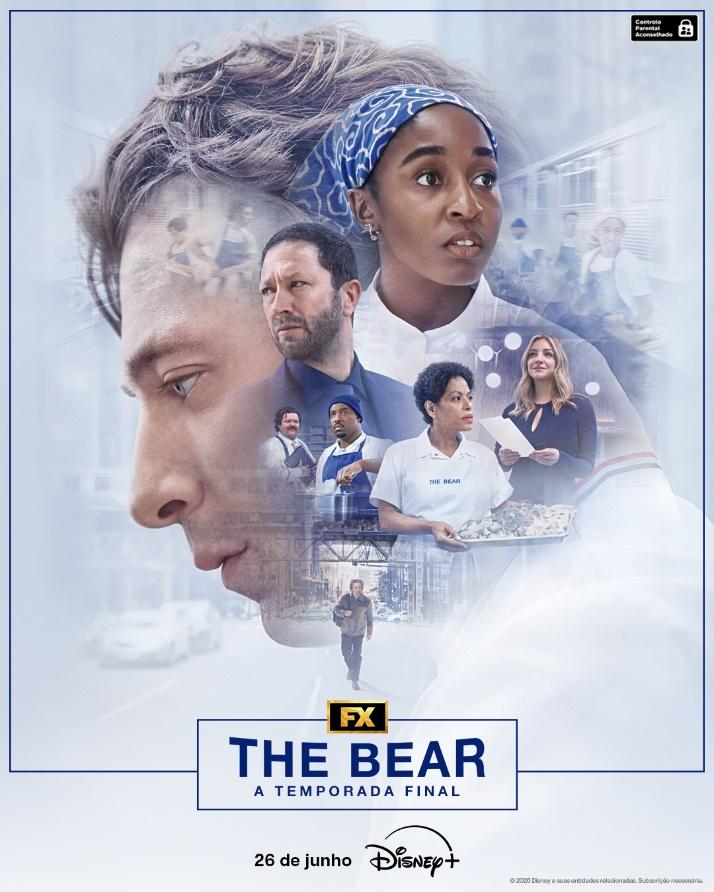 Controlo
Parental
Aconselhado
THE BEAR
FX
THE BEAR
A TEMPORADA FINAL
26 de junho Disney+
© 2026 Disney e suas entidades relacionadas. Subscrição necessária.